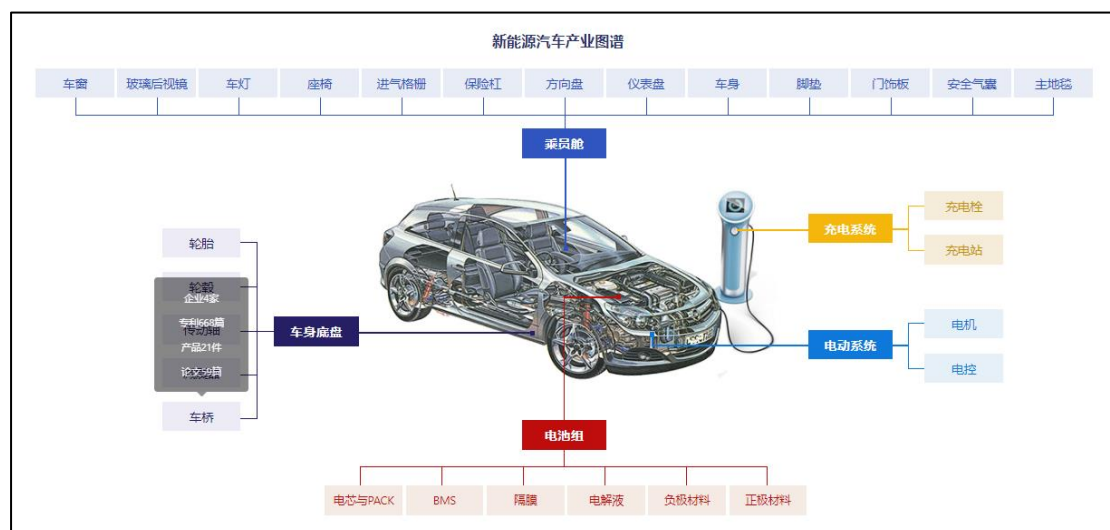 新能源汽车产业图谱
车窗 玻璃后视镜 车灯 座椅 进气格栅 保险杠 方向盘 仪表盘 车身 脚垫 门饰板 安全气囊 主地毯
乘员舱
充电栓
充电系统
充电站
轮胎
轮毂
企业4家
专利668篇
传动轴
产品21件
论文59篇
车桥
车身底盘
电机
电动系统
电控
电池组
电芯与PACK BMS 隔膜 电解液 负极材料 正极材料